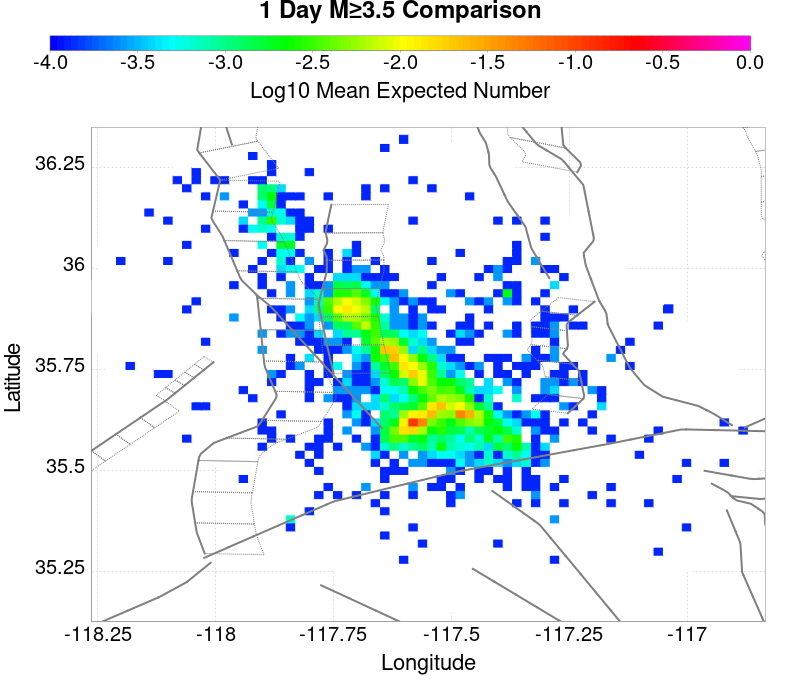 1 Day M≥3.5 Comparison
-4.0 -3.5 -3.0 -2.5 -2.0 -1.5 -1.0 -0.5 0.0
Log10 Mean Expected Number
36.25
36
35.75
35.5
35.25
Latitude
-118.25 -118 -117.75 -117.5 -117.25 -117
Longitude